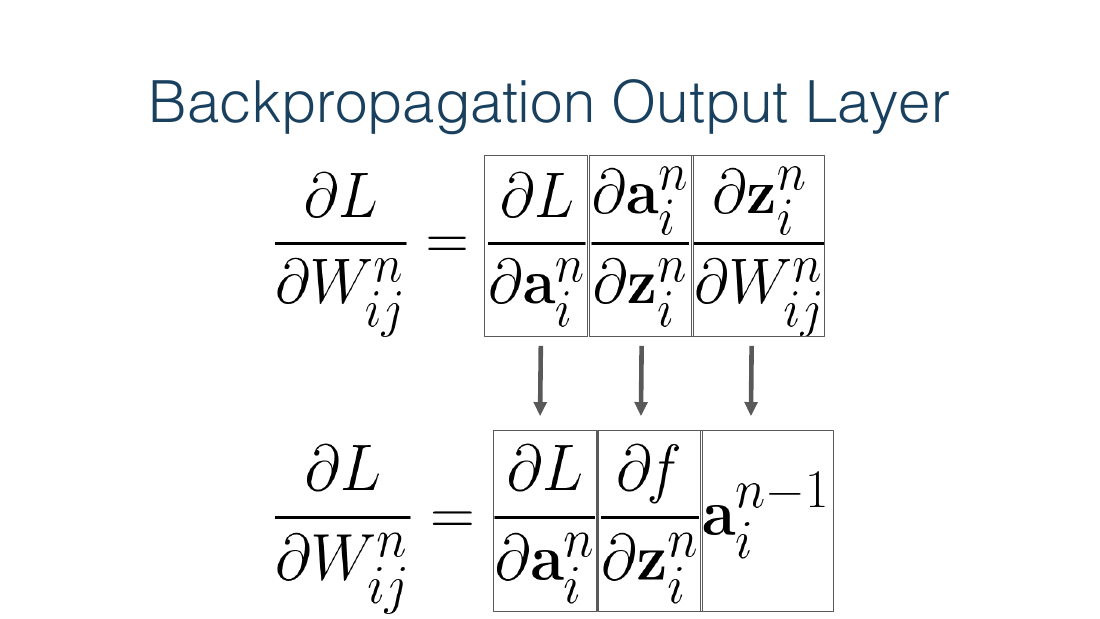 Backpropagation Output Layer
∂L/∂W^n_{ij} = ∂L/∂𝐚^n_i ∂𝐚^n_i/∂𝐳^n_i ∂𝐳^n_i/∂W^n_{ij}
∂L/∂W^n_{ij} = ∂L/∂𝐚^n_i ∂f/∂𝐳^n_i 𝐚^{n−1}_i